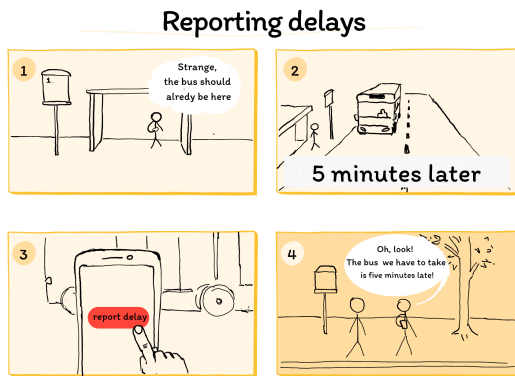 Reporting delays
1
1.
Strange,
the bus should
alredy be here
2
5 minutes later
3
report delay
4
Oh, look!
The bus we have to take
is five minutes late!